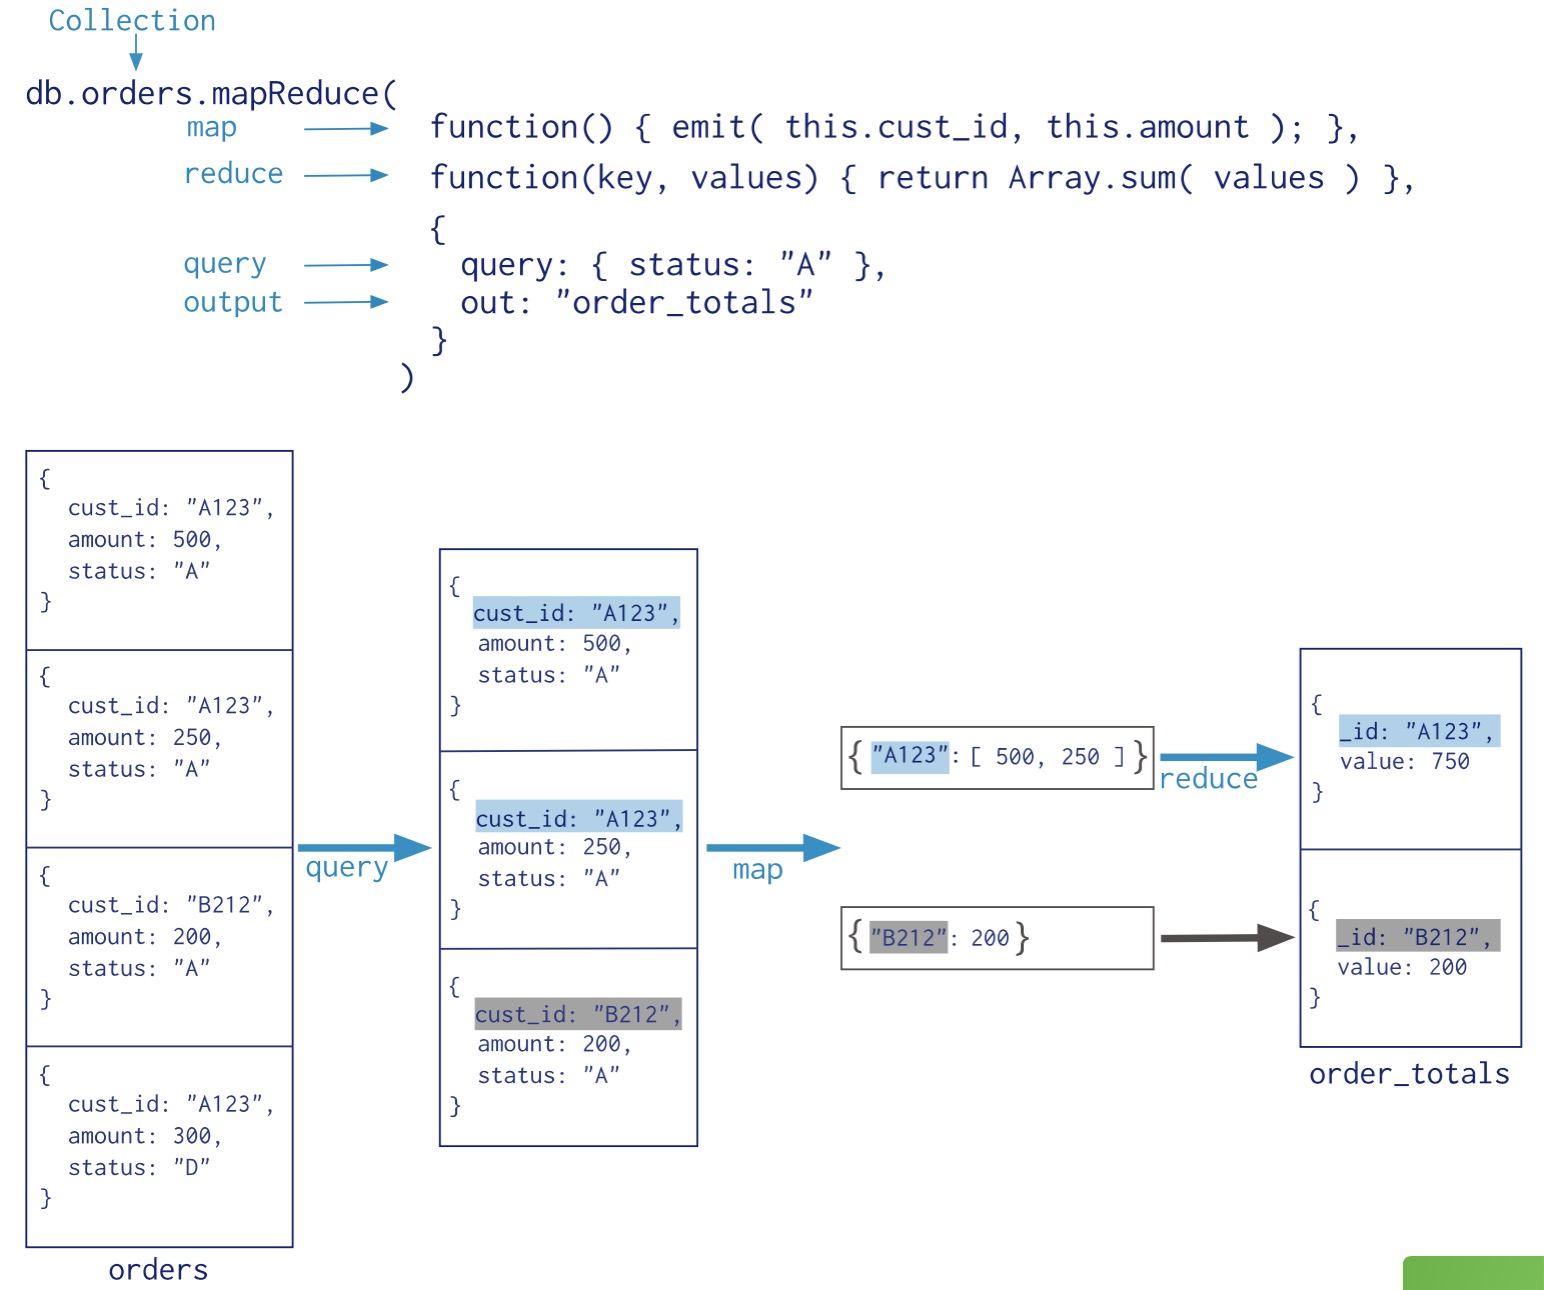 Collection
db.orders.mapReduce(
map function() { emit( this.cust_id, this.amount ); },
reduce function(key, values) { return Array.sum( values ) },
{
query query: { status: "A" },
output out: "order_totals"
}
)
{
cust_id: "A123",
amount: 500,
status: "A"
}
{
cust_id: "A123",
amount: 250,
status: "A"
}
{
cust_id: "B212",
amount: 200,
status: "A"
}
{
cust_id: "A123",
amount: 300,
status: "D"
}
orders
query
{
cust_id: "A123",
amount: 500,
status: "A"
}
{
cust_id: "A123",
amount: 250,
status: "A"
}
{
cust_id: "B212",
amount: 200,
status: "A"
}
map
{ "A123": [ 500, 250 ] }
{ "B212": 200 }
reduce
{
_id: "A123",
value: 750
}
{
_id: "B212",
value: 200
}
order_totals